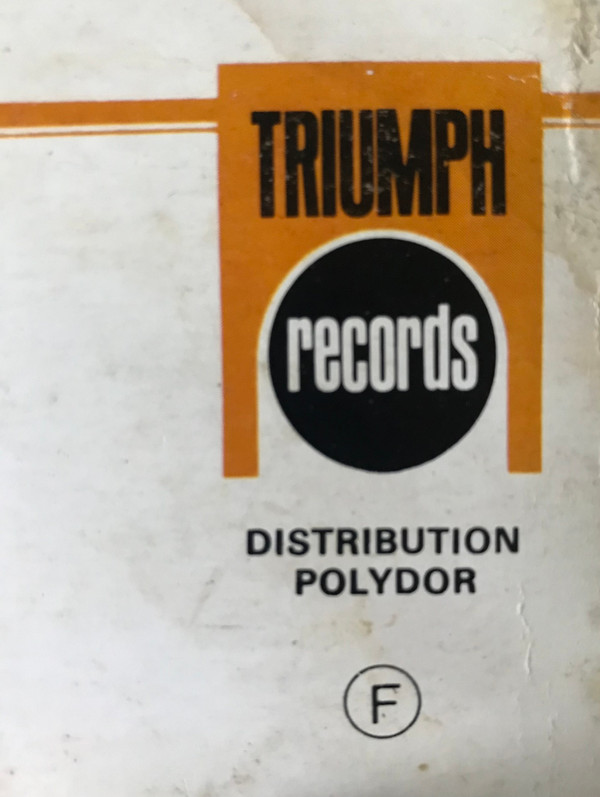 TRIUMPH
records
DISTRIBUTION
POLYDOR
F